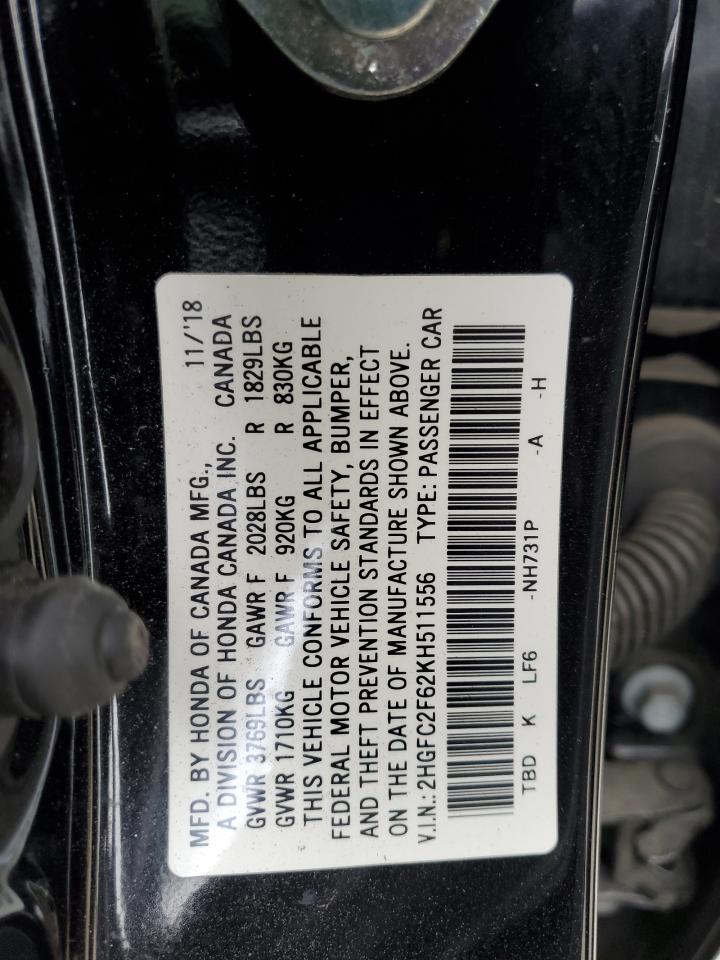 MFD. BY HONDA OF CANADA MFG., 11/'18
A DIVISION OF HONDA CANADA INC. CANADA
GVWR 3769LBS GAWR F 2028LBS R 1829LBS
GVWR 1710KG GAWR F 920KG R 830KG
THIS VEHICLE CONFORMS TO ALL APPLICABLE
FEDERAL MOTOR VEHICLE SAFETY, BUMPER,
AND THEFT PREVENTION STANDARDS IN EFFECT
ON THE DATE OF MANUFACTURE SHOWN ABOVE.
V.I.N.: 2HGFC2F62KH511556 TYPE: PASSENGER CAR
TBD K LF6 -NH731P -A -H